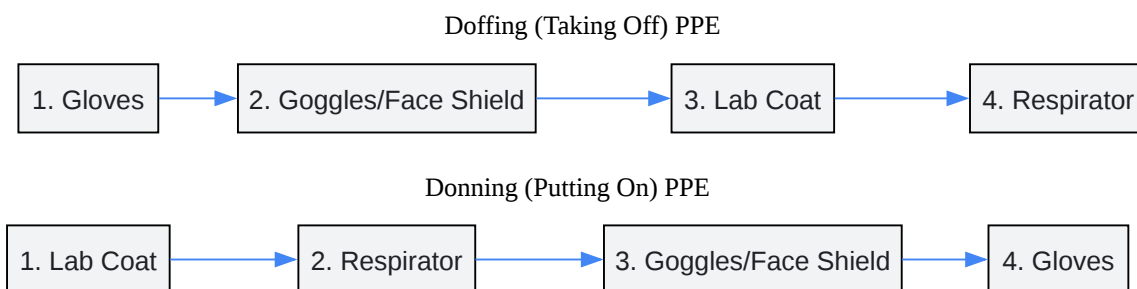 Doffing (Taking Off) PPE
1. Gloves
2. Goggles/Face Shield
3. Lab Coat
4. Respirator
Donning (Putting On) PPE
1. Lab Coat
2. Respirator
3. Goggles/Face Shield
4. Gloves